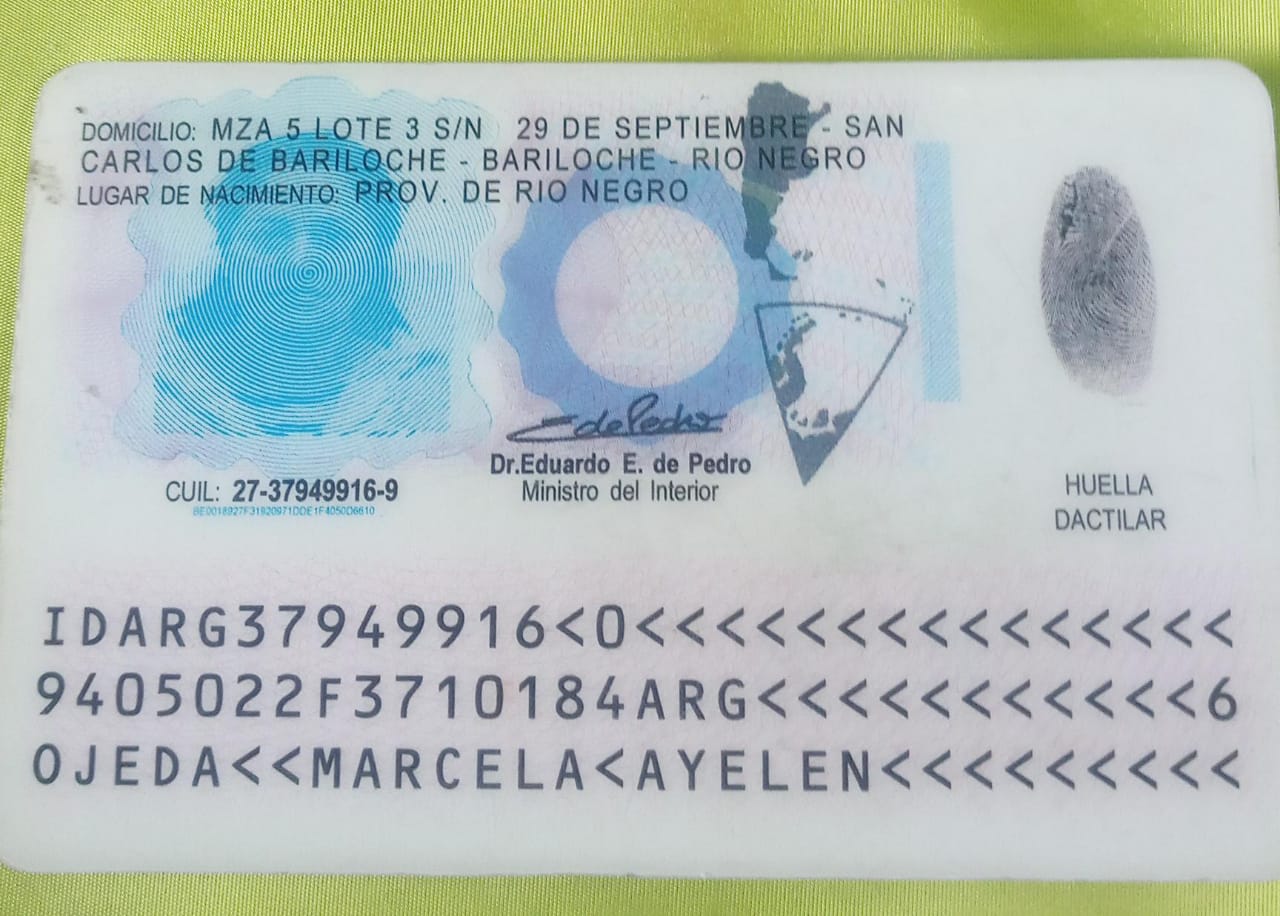 DOMICILIO: MZA 5 LOTE 3 S/N 29 DE SEPTIEMBRE - SAN
CARLOS DE BARILOCHE - BARILOCHE - RIO NEGRO
LUGAR DE NACIMIENTO: PROV. DE RIO NEGRO
EdePedro
Dr.Eduardo E. de Pedro
Ministro del Interior
CUIL: 27-37949916-9
HUELLA
DACTILAR
IDARG37949916<0<<<<<<<<<<<<<<<
9405022F3710184ARG<<<<<<<<<<<6
OJEDA<<MARCELA<AYELEN<<<<<<<<<